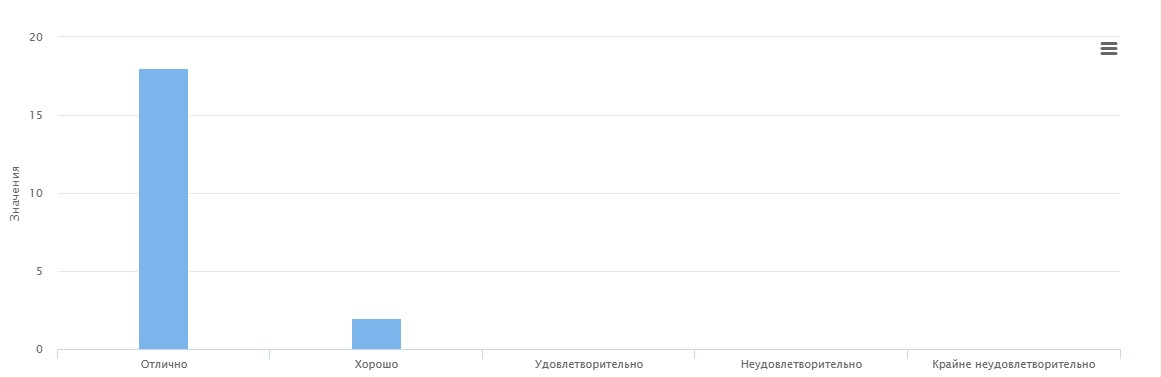 20
15
10
5
0
Значения
Отлично
Хорошо
Удовлетворительно
Неудовлетворительно
Крайне неудовлетворительно